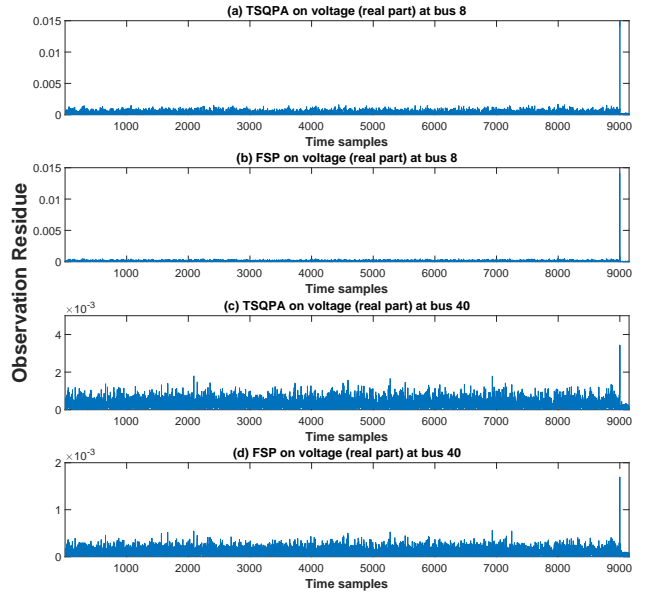 (a) TSQPA on voltage (real part) at bus 8
0.015
0.01
0.005
0
1000 2000 3000 4000 5000 6000 7000 8000 9000
Time samples
(b) FSP on voltage (real part) at bus 8
0.015
0.01
0.005
0
1000 2000 3000 4000 5000 6000 7000 8000 9000
Time samples
Observation Residue
×10⁻³
(c) TSQPA on voltage (real part) at bus 40
4
2
0
1000 2000 3000 4000 5000 6000 7000 8000 9000
Time samples
×10⁻³
(d) FSP on voltage (real part) at bus 40
2
1
0
1000 2000 3000 4000 5000 6000 7000 8000 9000
Time samples